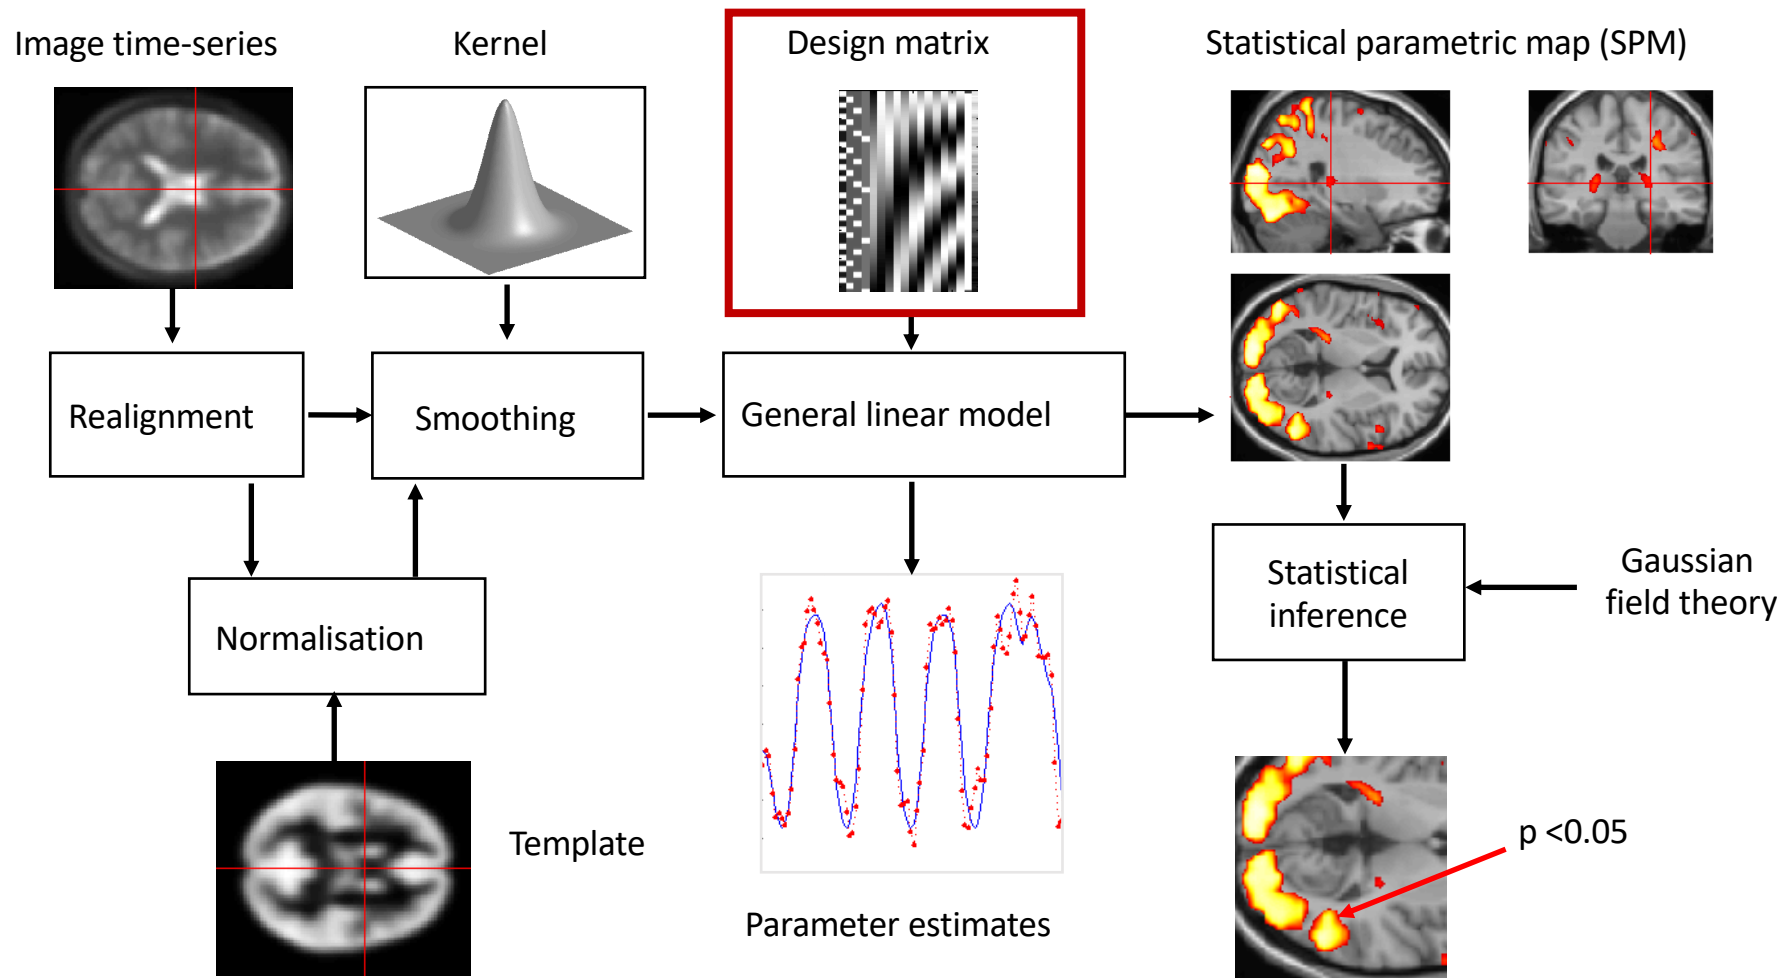 Image time-series
Kernel
Design matrix
Statistical parametric map (SPM)
Realignment
Smoothing
General linear model
Normalisation
Statistical
inference
Gaussian
field theory
Template
Parameter estimates
p <0.05